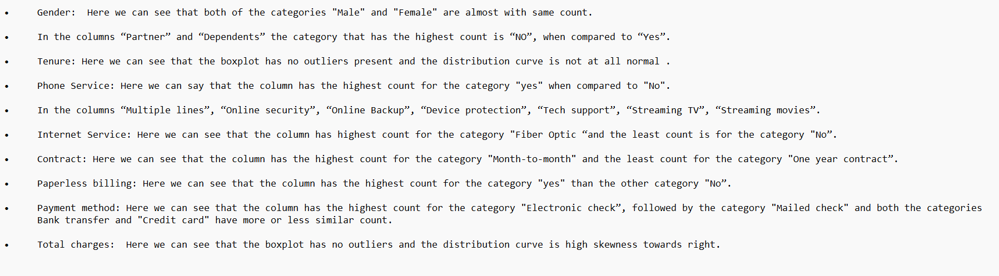 • Gender:  Here we can see that both of the categories "Male" and "Female" are almost with same count.
• In the columns “Partner” and “Dependents” the category that has the highest count is “NO”, when compared to “Yes”.
• Tenure: Here we can see that the boxplot has no outliers present and the distribution curve is not at all normal .
• Phone Service: Here we can say that the column has the highest count for the category "yes" when compared to "No".
• In the columns “Multiple lines”, “Online security”, “Online Backup”, “Device protection”, “Tech support”, “Streaming TV”, “Streaming movies”.
• Internet Service: Here we can see that the column has highest count for the category "Fiber Optic “and the least count is for the category "No”.
• Contract: Here we can see that the column has the highest count for the category "Month-to-month" and the least count for the category "One year contract”.
• Paperless billing: Here we can see that the column has the highest count for the category "yes" than the other category "No”.
• Payment method: Here we can see that the column has the highest count for the category "Electronic check”, followed by the category "Mailed check" and both the categories
Bank transfer and "Credit card" have more or less similar count.
• Total charges:  Here we can see that the boxplot has no outliers and the distribution curve is high skewness towards right.